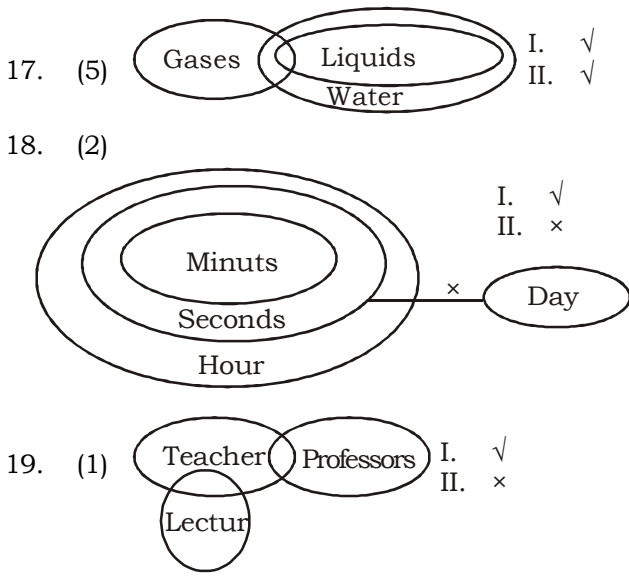 17. (5) Gases Liquids I. √
Water II. √
18. (2)
I. √
II. ×
Minuts
× Day
Seconds
Hour
19. (1) Teacher Professors I. √
II. ×
Lectur